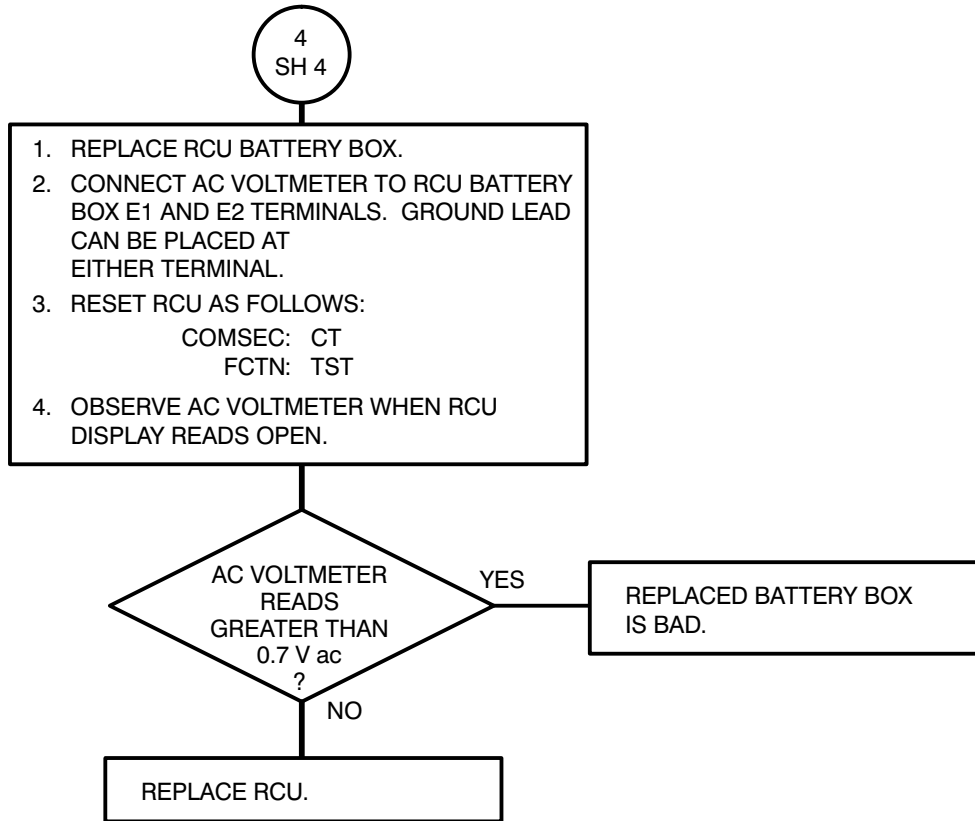 4
SH 4
1. REPLACE RCU BATTERY BOX.
2. CONNECT AC VOLTMETER TO RCU BATTERY
BOX E1 AND E2 TERMINALS. GROUND LEAD
CAN BE PLACED AT
EITHER TERMINAL.
3. RESET RCU AS FOLLOWS:
COMSEC: CT
FCTN: TST
4. OBSERVE AC VOLTMETER WHEN RCU
DISPLAY READS OPEN.
AC VOLTMETER
READS
GREATER THAN
0.7 V ac
?
YES
REPLACED BATTERY BOX
IS BAD.
NO
REPLACE RCU.